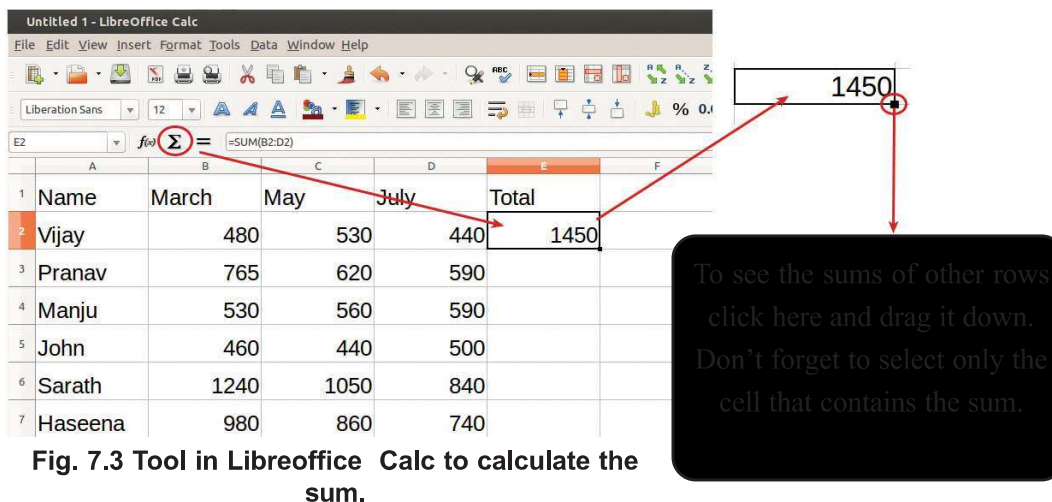 Untitled 1 - LibreOffice Calc
File Edit View Insert Format Tools Data Window Help
Liberation Sans 12 % 0.
E2 f(x) Σ = =SUM(B2:D2)
A B C D E F
1 Name March May July Total
2 Vijay 480 530 440 1450
3 Pranav 765 620 590
4 Manju 530 560 590
5 John 460 440 500
6 Sarath 1240 1050 840
7 Haseena 980 860 740
1450
To see the sums of other rows
click here and drag it down.
Don't forget to select only the
cell that contains the sum.
Fig. 7.3 Tool in Libreoffice Calc to calculate the
sum.